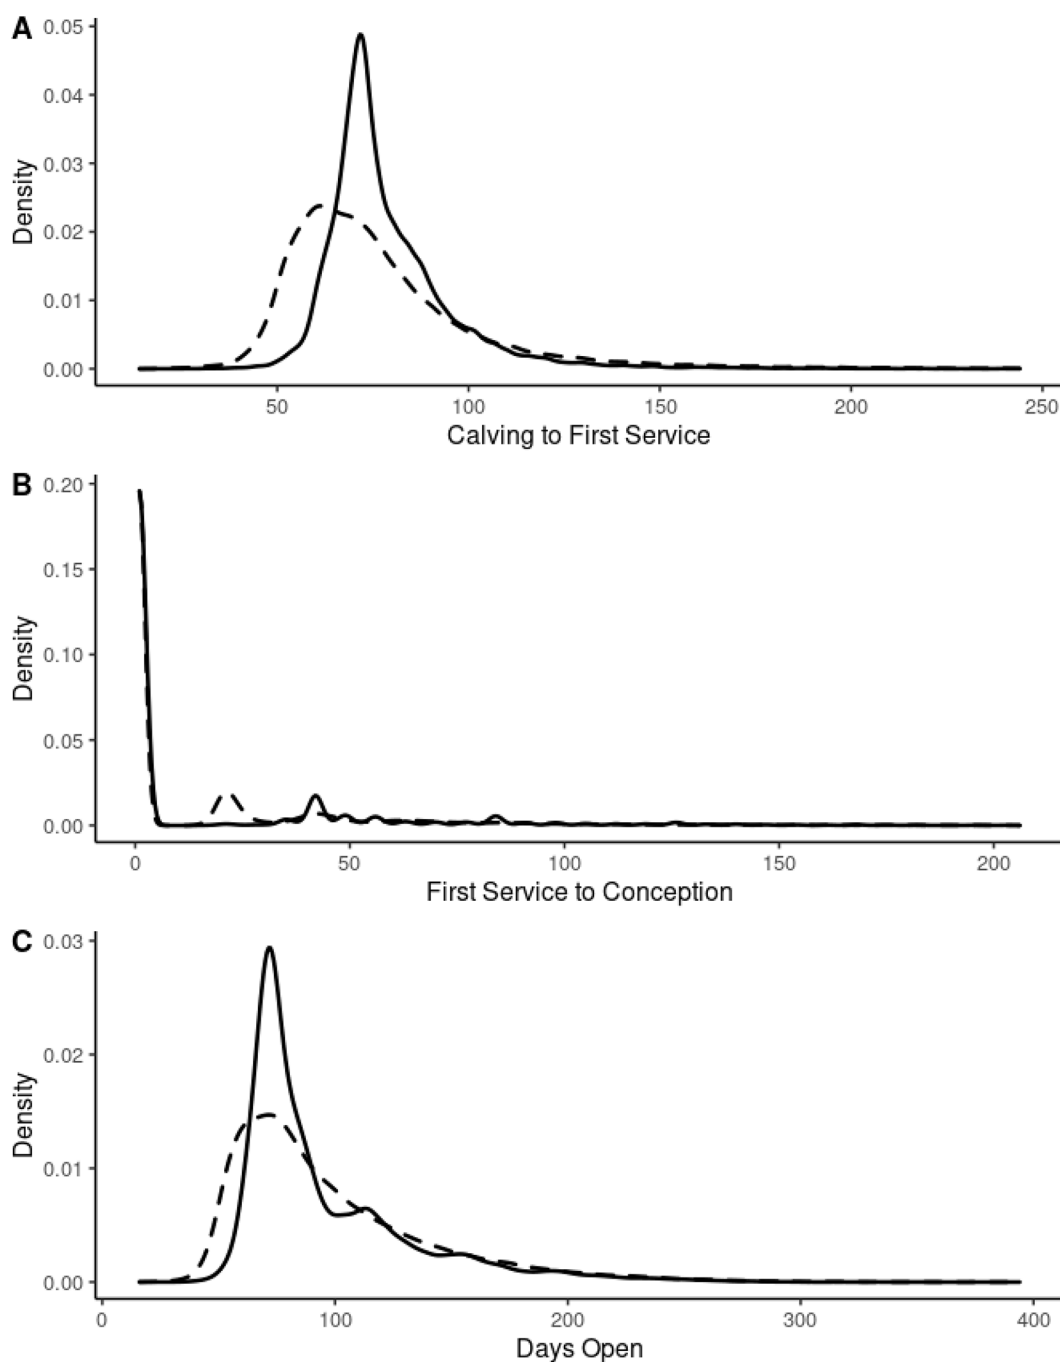 A
0.05
0.04
0.03
0.02
0.01
0.00
Density
50 100 150 200 250
Calving to First Service
B
0.20
0.15
0.10
0.05
0.00
Density
0 50 100 150 200
First Service to Conception
C
0.03
0.02
0.01
0.00
Density
0 100 200 300 400
Days Open